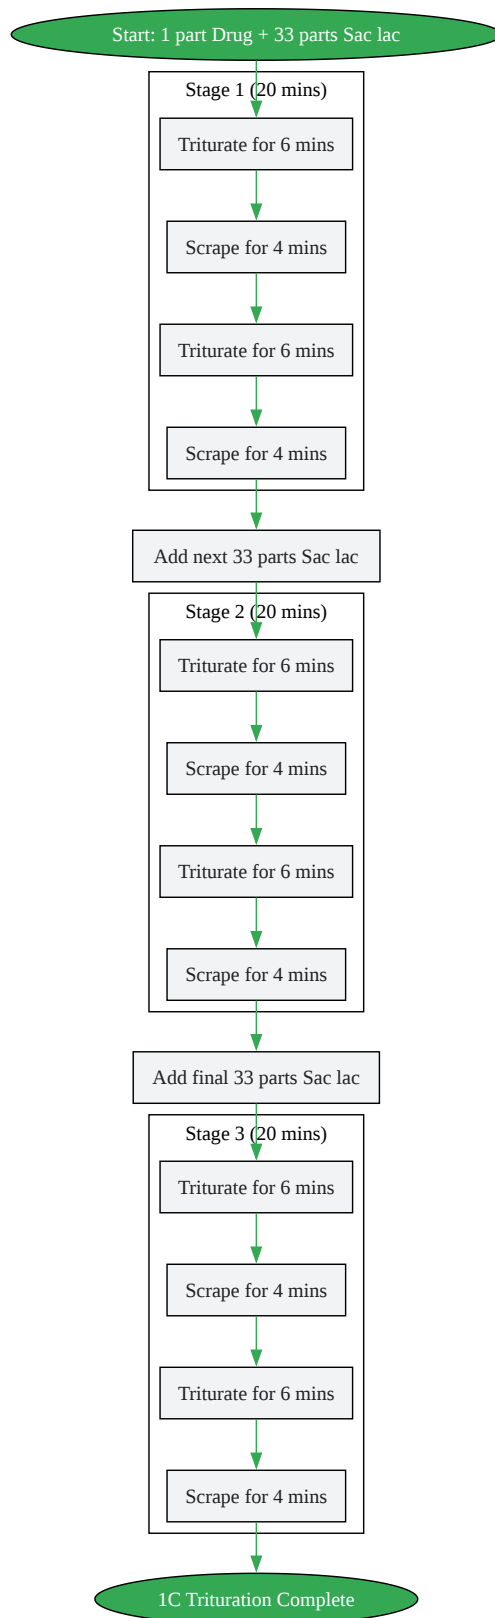 Start: 1 part Drug + 33 parts Sac lac
Stage 1 (20 mins)
Triturate for 6 mins
Scrape for 4 mins
Triturate for 6 mins
Scrape for 4 mins
Add next 33 parts Sac lac
Stage 2 (20 mins)
Triturate for 6 mins
Scrape for 4 mins
Triturate for 6 mins
Scrape for 4 mins
Add final 33 parts Sac lac
Stage 3 (20 mins)
Triturate for 6 mins
Scrape for 4 mins
Triturate for 6 mins
Scrape for 4 mins
1C Trituration Complete